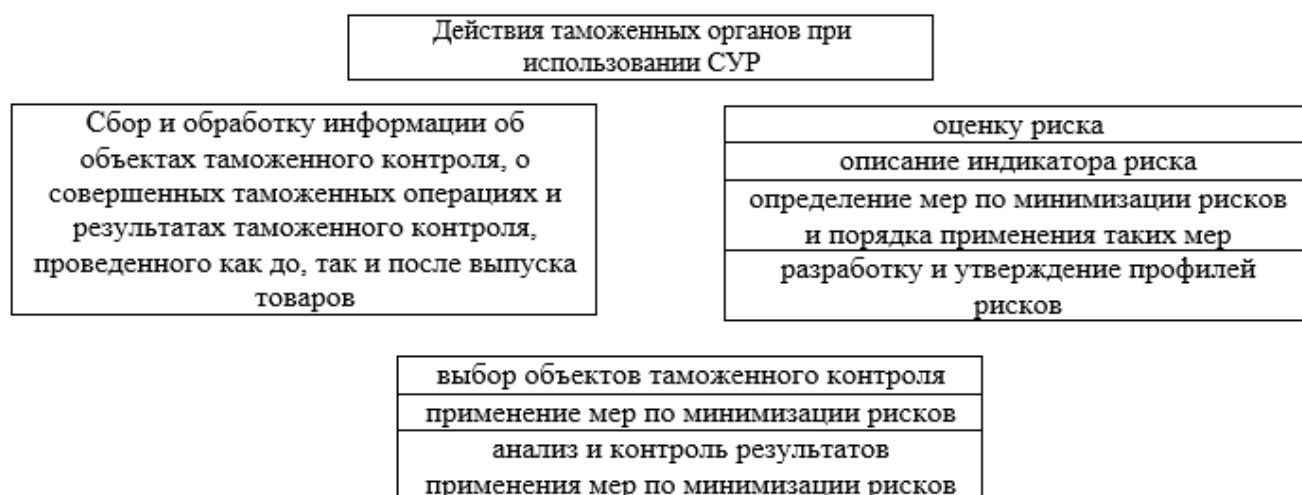 Действия таможенных органов при
использовании СУР
Сбор и обработку информации об
объектах таможенного контроля, о
совершенных таможенных операциях и
результатах таможенного контроля,
проведенного как до, так и после выпуска
товаров
оценку риска
описание индикатора риска
определение мер по минимизации рисков
и порядка применения таких мер
разработку и утверждение профилей
рисков
выбор объектов таможенного контроля
применение мер по минимизации рисков
анализ и контроль результатов
применения мер по минимизации рисков